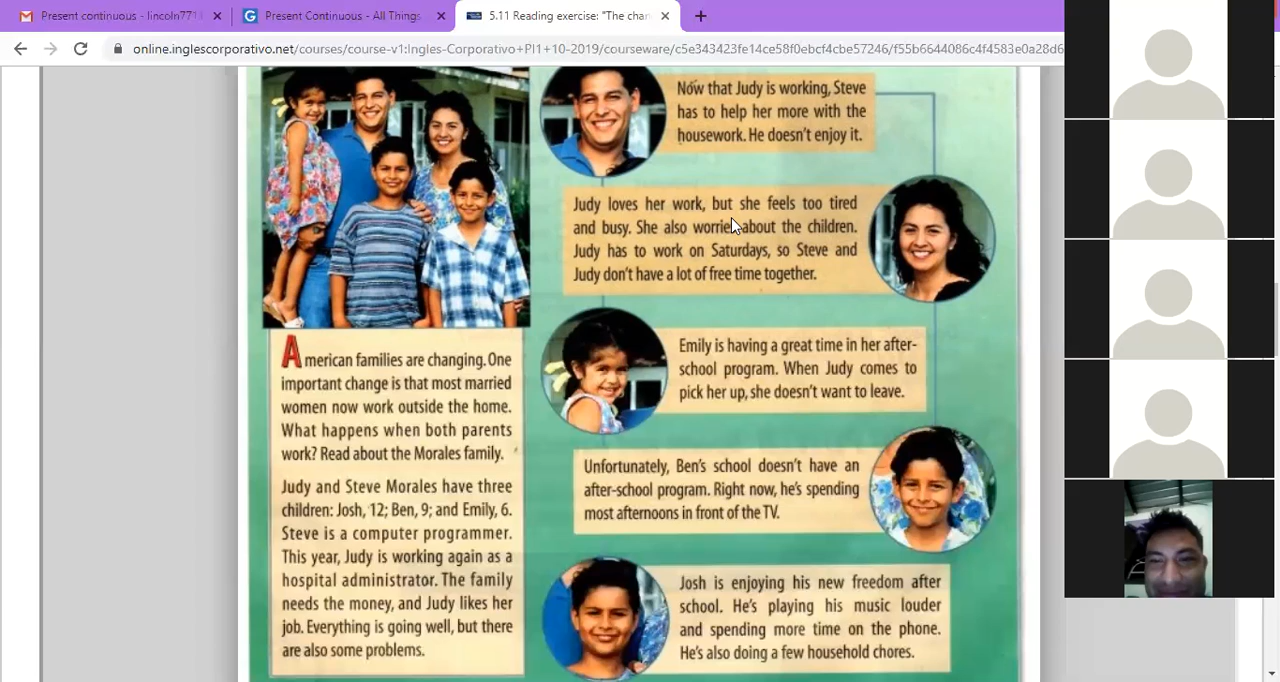 Present continuous - lincoln771
Present Continuous - All Things
5.11 Reading exercise: "The chan
online.inglescorporativo.net/courses/course-v1:Ingles-Corporativo+PI1+10-2019/courseware/c5e343423fe14ce58f0ebcf4cbe57246/f55b6644086c4f4583e0a28d6
Now that Judy is working, Steve
has to help her more with the
housework. He doesn't enjoy it.
Judy loves her work, but she feels too tired
and busy. She also worries about the children.
Judy has to work on Saturdays, so Steve and
Judy don't have a lot of free time together.
American families are changing. One
important change is that most married
women now work outside the home.
What happens when both parents
work? Read about the Morales family.
Judy and Steve Morales have three
children: Josh, 12; Ben, 9; and Emily, 6.
Steve is a computer programmer.
This year, Judy is working again as a
hospital administrator. The family
needs the money, and Judy likes her
job. Everything is going well, but there
are also some problems.
Emily is having a great time in her after-
school program. When Judy comes to
pick her up, she doesn't want to leave.
Unfortunately, Ben's school doesn't have an
after-school program. Right now, he's spending
most afternoons in front of the TV.
Josh is enjoying his new freedom after
school. He's playing his music louder
and spending more time on the phone.
He's also doing a few household chores.